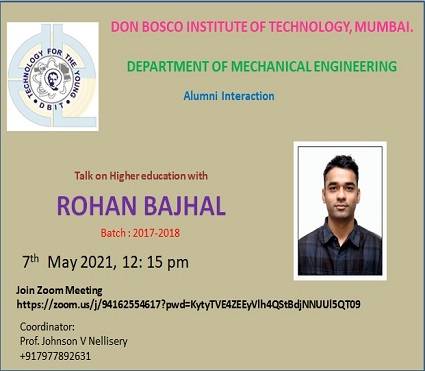 DON BOSCO INSTITUTE OF TECHNOLOGY, MUMBAI.
TECHNOLOGY FOR THE YOUNG
DBIT
DEPARTMENT OF MECHANICAL ENGINEERING
Alumni Interaction
Talk on Higher education with
ROHAN BAJHAL
Batch : 2017-2018
7th May 2021, 12: 15 pm
Join Zoom Meeting
https://zoom.us/j/94162554617?pwd=KytyTVE4ZEEyVlh4QStBdjNNUUl5QT09
Coordinator:
Prof. Johnson V Nellisery
+917977892631